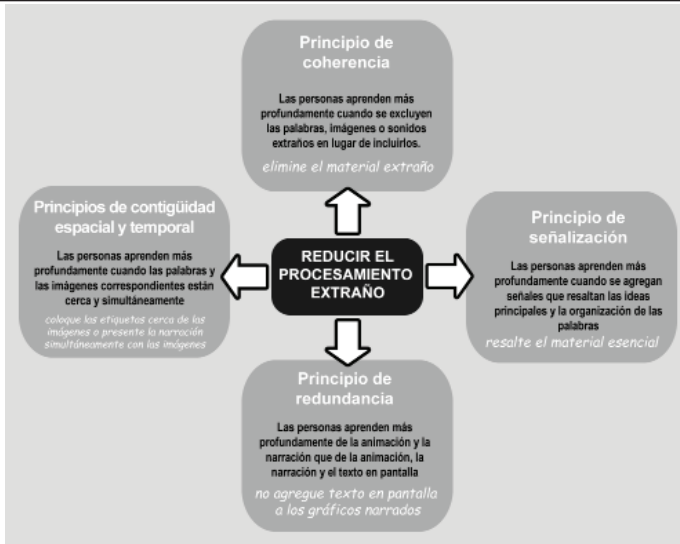 Principio de
coherencia
Las personas aprenden más
profundamente cuando se excluyen
las palabras, imágenes o sonidos
extraños en lugar de incluirlos.
elimine el material extraño
Principios de contigüidad
espacial y temporal
Las personas aprenden más
profundamente cuando las palabras y
las imágenes correspondientes están
cerca y simultáneamente
coloque las etiquetas cerca de las
imágenes o presente la narración
simultáneamente con las imágenes
REDUCIR EL
PROCESAMIENTO
EXTRAÑO
Principio de
señalización
Las personas aprenden más
profundamente cuando se agregan
señales que resaltan las ideas
principales y la organización de las
palabras
resalte el material esencial
Principio de
redundancia
Las personas aprenden más
profundamente de la animación y la
narración que de la animación, la
narración y el texto en pantalla
no agregue texto en pantalla
a los gráficos narrados